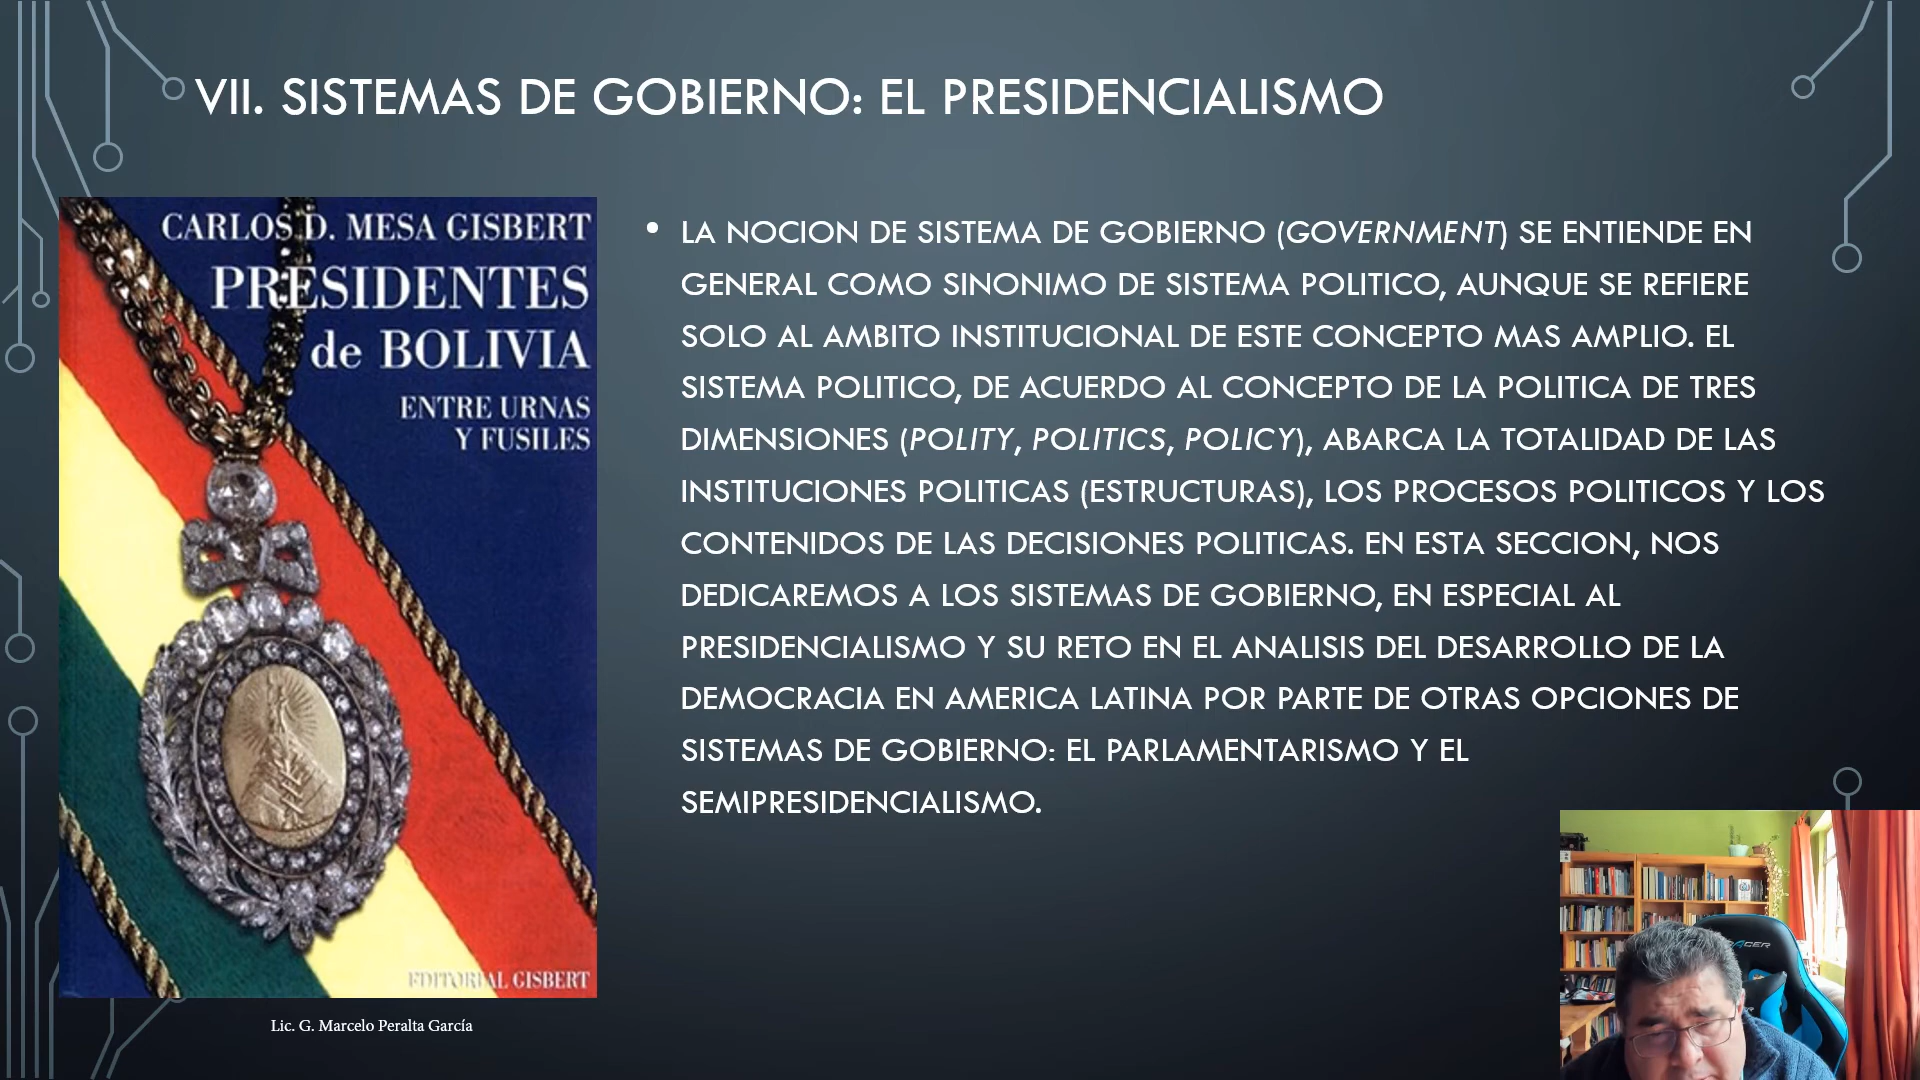 VII. SISTEMAS DE GOBIERNO: EL PRESIDENCIALISMO
CARLOS D. MESA GISBERT
PRESIDENTES
de BOLIVIA
ENTRE URNAS
Y FUSILES
EDITORIAL GISBERT
• LA NOCION DE SISTEMA DE GOBIERNO (GOVERNMENT) SE ENTIENDE EN
GENERAL COMO SINONIMO DE SISTEMA POLITICO, AUNQUE SE REFIERE
SOLO AL AMBITO INSTITUCIONAL DE ESTE CONCEPTO MAS AMPLIO. EL
SISTEMA POLITICO, DE ACUERDO AL CONCEPTO DE LA POLITICA DE TRES
DIMENSIONES (POLITY, POLITICS, POLICY), ABARCA LA TOTALIDAD DE LAS
INSTITUCIONES POLITICAS (ESTRUCTURAS), LOS PROCESOS POLITICOS Y LOS
CONTENIDOS DE LAS DECISIONES POLITICAS. EN ESTA SECCION, NOS
DEDICAREMOS A LOS SISTEMAS DE GOBIERNO, EN ESPECIAL AL
PRESIDENCIALISMO Y SU RETO EN EL ANALISIS DEL DESARROLLO DE LA
DEMOCRACIA EN AMERICA LATINA POR PARTE DE OTRAS OPCIONES DE
SISTEMAS DE GOBIERNO: EL PARLAMENTARISMO Y EL
SEMIPRESIDENCIALISMO.
Lic. G. Marcelo Peralta García